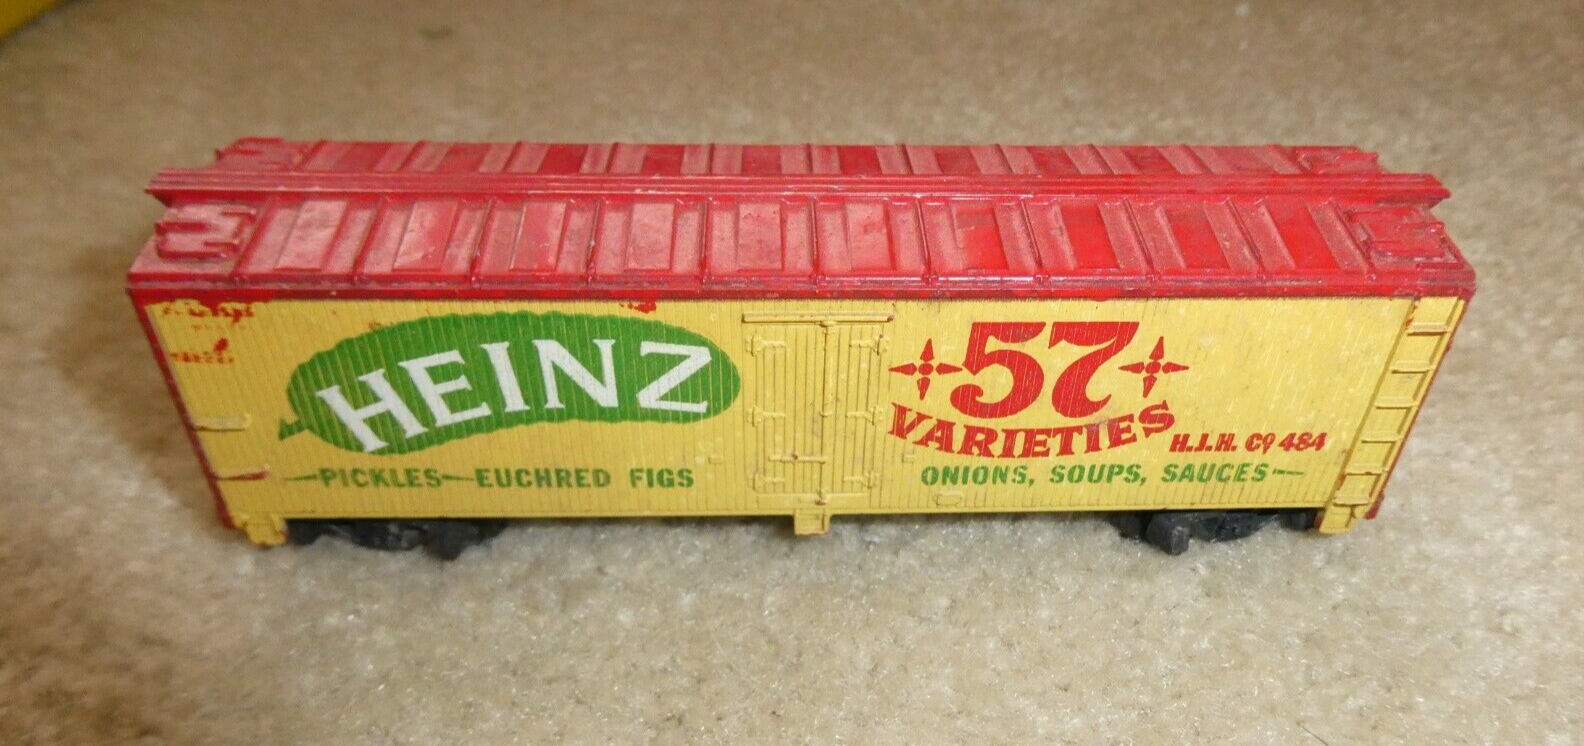 HEINZ
PICKLES—EUCHRED FIGS
57
VARIETIES
H.J.H. Co 484
ONIONS, SOUPS, SAUCES